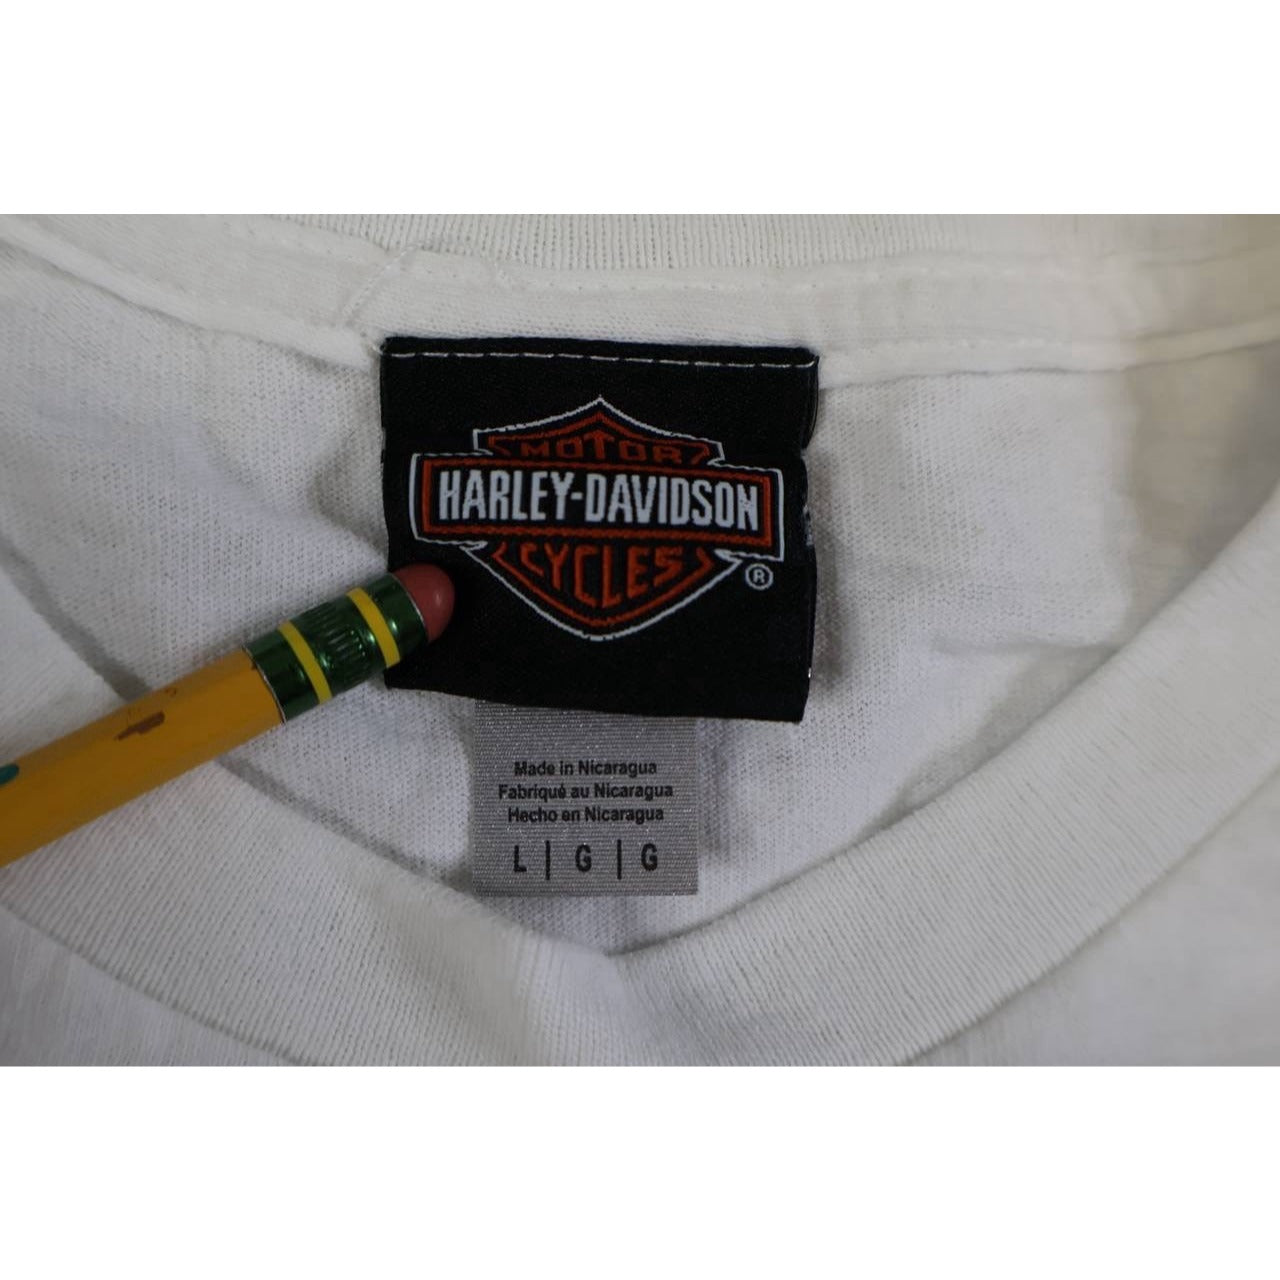 MOTOR
HARLEY-DAVIDSON
CYCLES
®
Made in Nicaragua
Fabriqué au Nicaragua
Hecho en Nicaragua
L | G | G